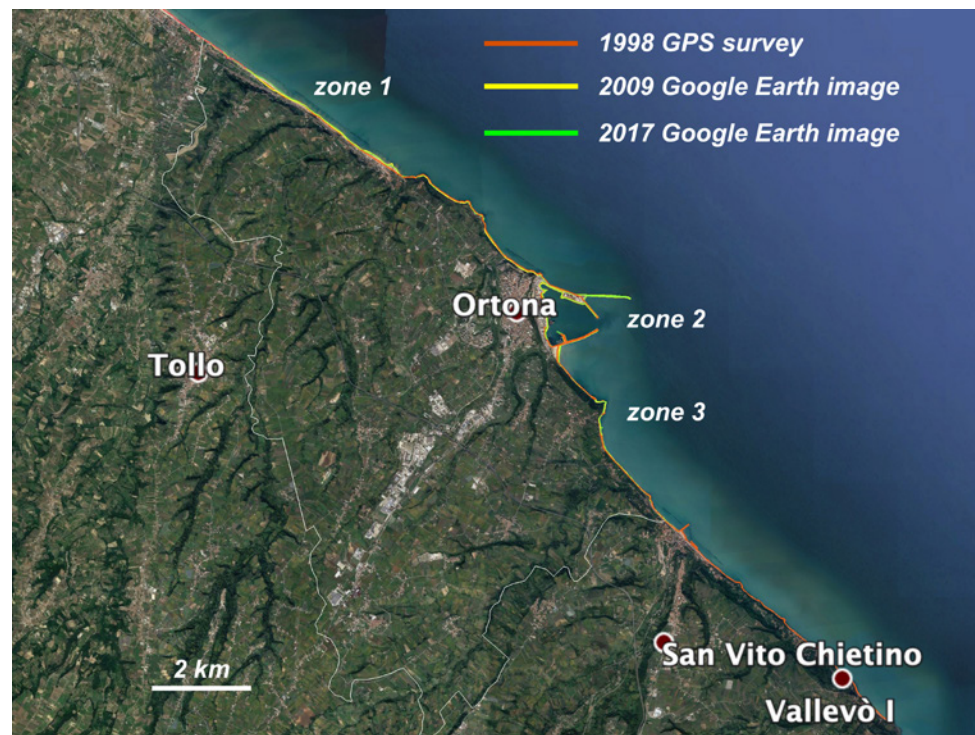 1998 GPS survey
zone 1
2009 Google Earth image
2017 Google Earth image
Ortona
zone 2
Tollo
zone 3
San Vito Chietino
2 km
Vallevò I